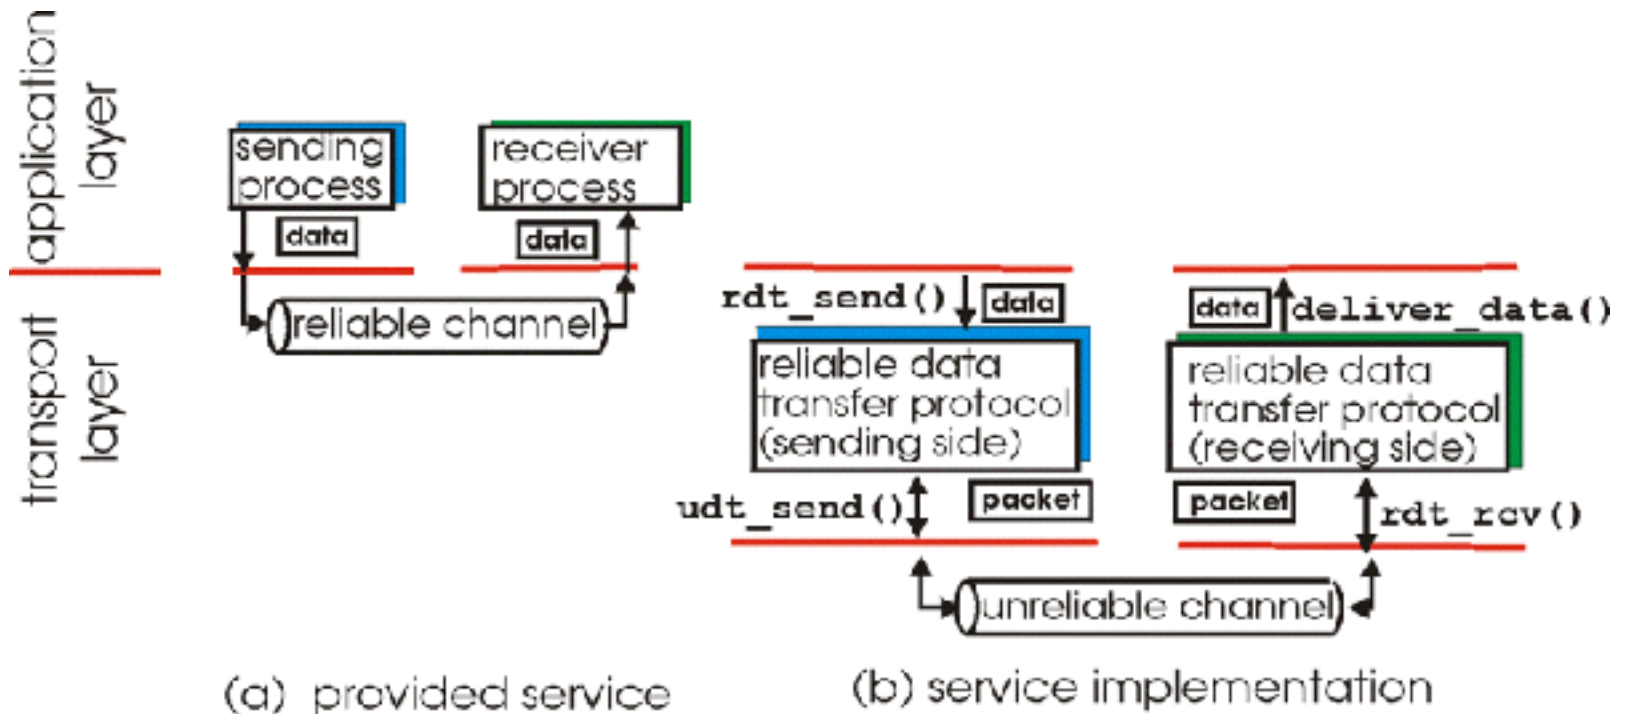 application
layer
transport
layer
sending
process
data
receiver
process
data
reliable channel
(a) provided service
rdt_send()
data
reliable data
transfer protocol
(sending side)
udt_send()
packet
data
deliver_data()
reliable data
transfer protocol
(receiving side)
packet
rdt_rcv()
unreliable channel
(b) service implementation